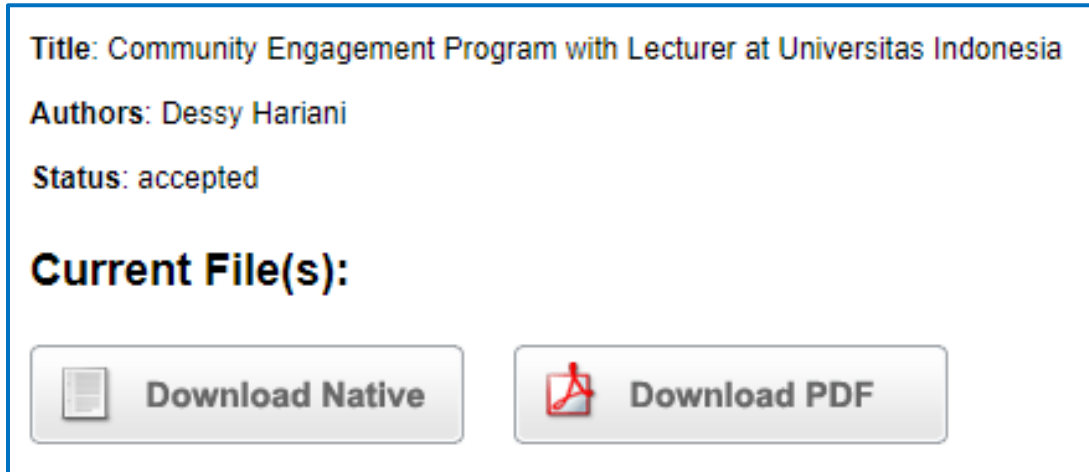 Title: Community Engagement Program with Lecturer at Universitas Indonesia
Authors: Dessy Hariani
Status: accepted
Current File(s):
Download Native
Download PDF